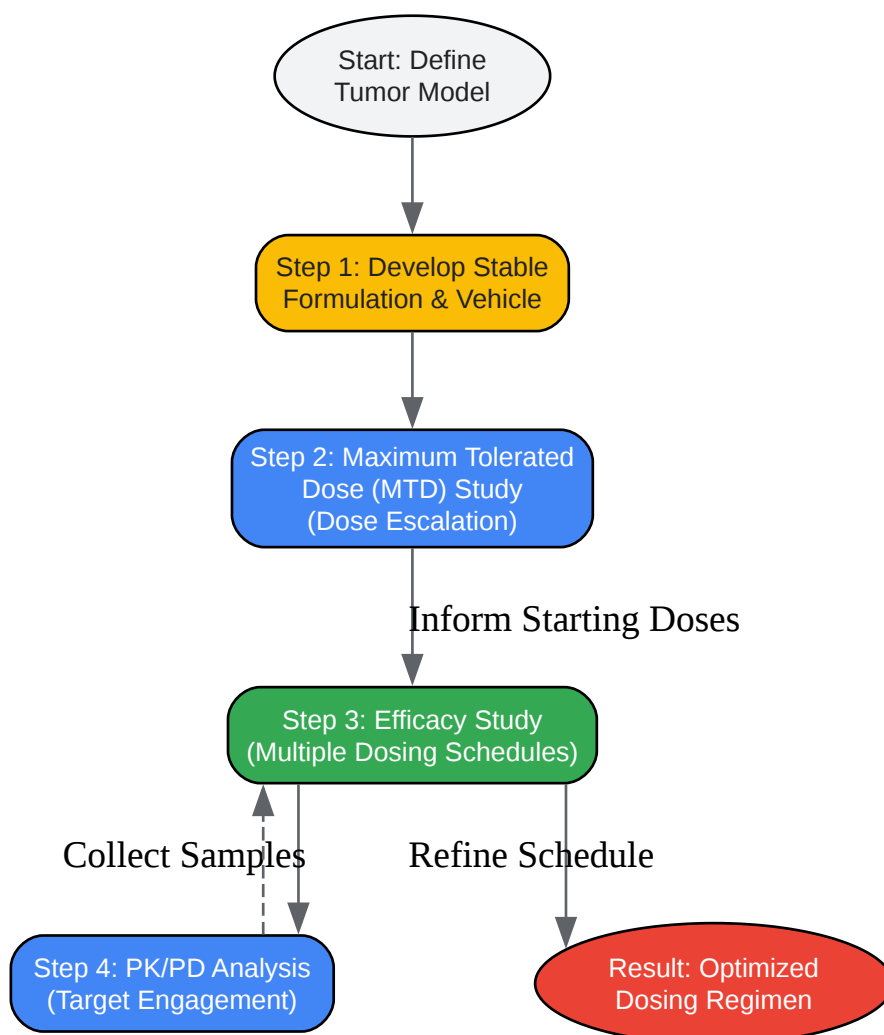 Start: Define
Tumor Model
Step 1: Develop Stable
Formulation & Vehicle
Step 2: Maximum Tolerated
Dose (MTD) Study
(Dose Escalation)
Inform Starting Doses
Step 3: Efficacy Study
(Multiple Dosing Schedules)
Collect Samples
Refine Schedule
Step 4: PK/PD Analysis
(Target Engagement)
Result: Optimized
Dosing Regimen